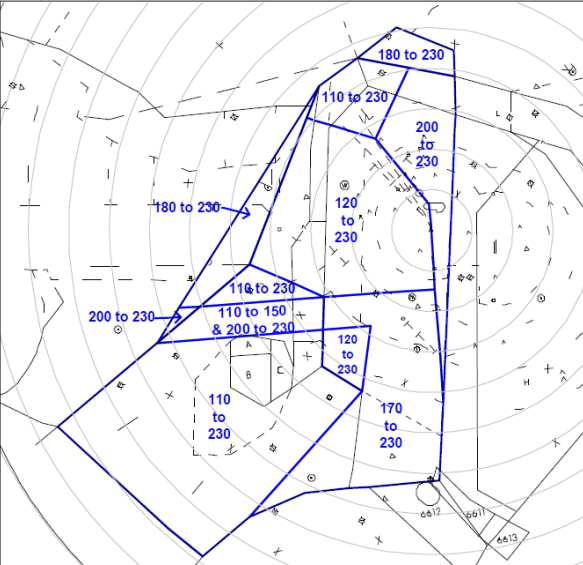 180 to 230
110 to 230
L
200
to
230
W
180 to 230
120
to
230
110 to 230
W
200 to 230
110 to 150
& 200 to 230
A
B
C
120
to
230
H
110
to
230
170
to
230
6612
6611
6613